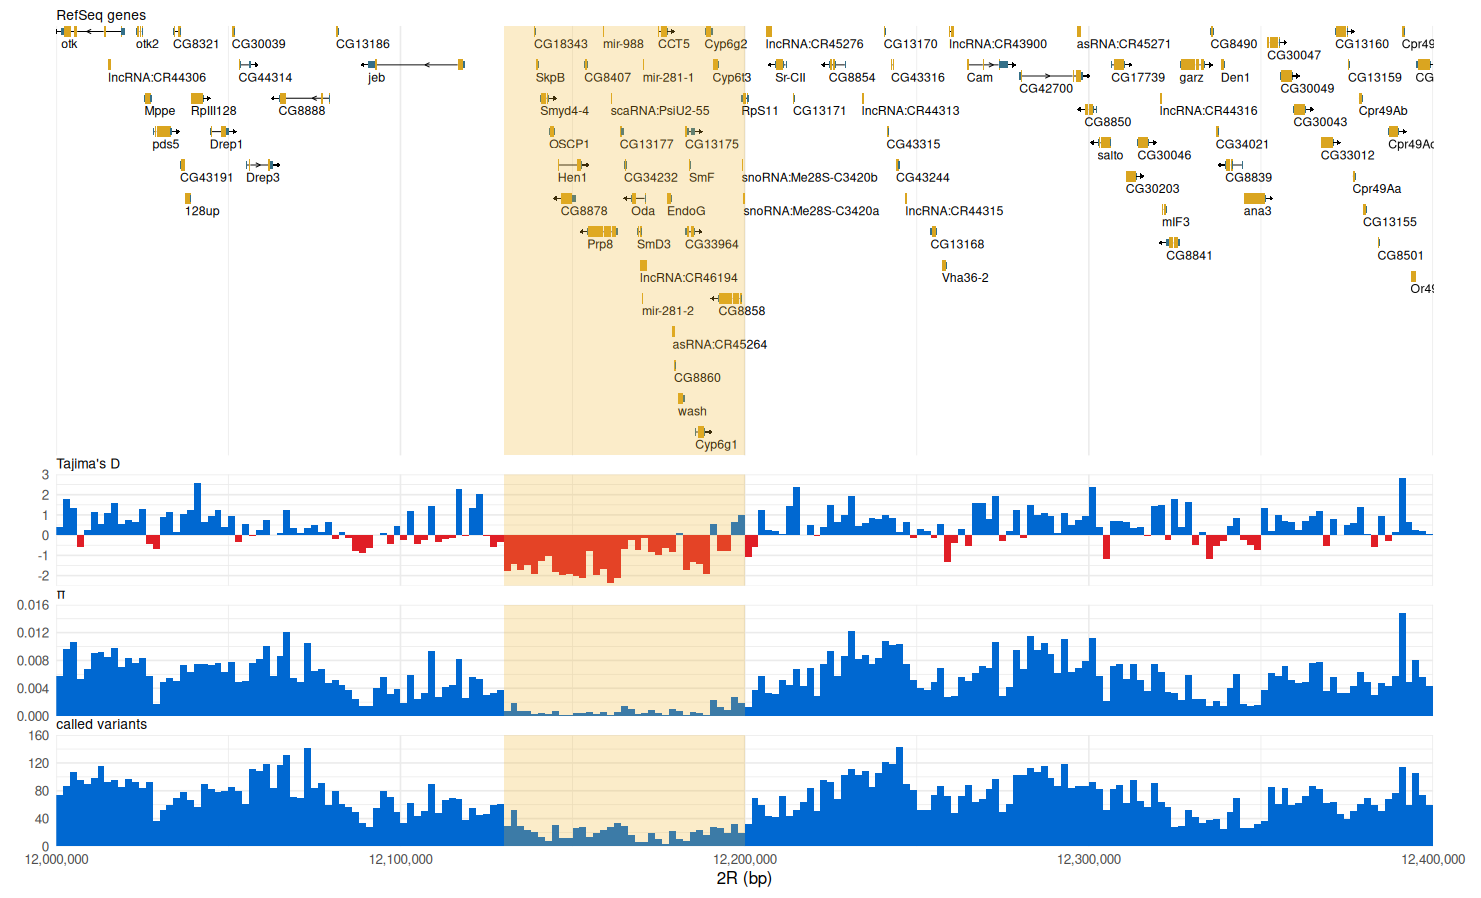 RefSeq genes
otk otk2 CG8321 CG30039 CG13186 CG18343 mir-988 CCT5 Cyp6g2 lncRNA:CR45276 CG13170 lncRNA:CR43900 asRNA:CR45271 CG8490 CG30047 CG13160 Cpr49
lncRNA:CR44306 CG44314 jeb SkpB CG8407 mir-281-1 Cyp6t3 Sr-CII CG8854 CG43316 Cam CG42700 CG17739 garz Den1 CG30049 CG13159 CG
Mppe RpIII128 CG8888 Smyd4-4 scaRNA:PsiU2-55 RpS11 CG13171 lncRNA:CR44313 CG8850 lncRNA:CR44316 CG30043 Cpr49Ab
pds5 Drep1 OSCP1 CG13177 CG13175 CG43315 salto CG30046 CG34021 CG33012 Cpr49Ac
CG43191 Drep3 Hen1 CG34232 SmF snoRNA:Me28S-C3420b CG43244 CG30203 CG8839 Cpr49Aa
128up CG8878 Oda EndoG snoRNA:Me28S-C3420a lncRNA:CR44315 mIF3 ana3 CG13155
Prp8 SmD3 CG33964 CG13168 CG8841 CG8501
lncRNA:CR46194 Vha36-2 Or49
mir-281-2 CG8858
asRNA:CR45264
CG8860
wash
Cyp6g1
Tajima's D
3
2
1
0
-1
-2
π
0.016
0.012
0.008
0.004
0.000
called variants
160
120
80
40
0
12,000,000 12,100,000 12,200,000 12,300,000 12,400,000
2R (bp)